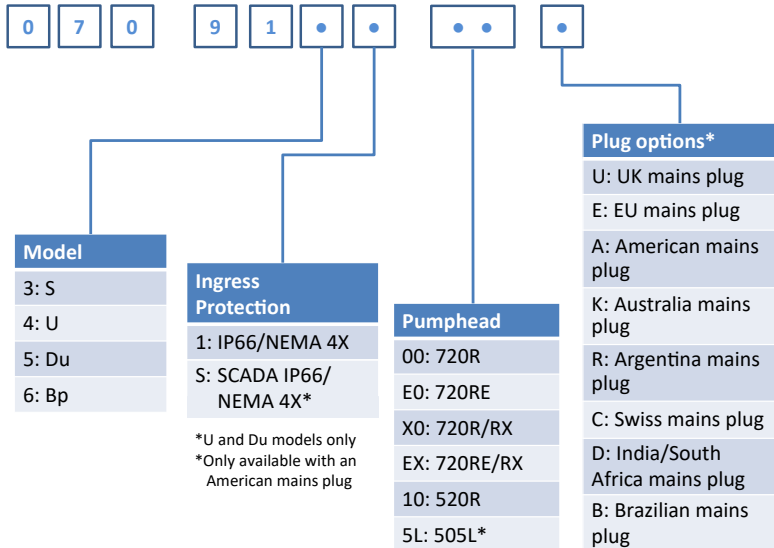 0 7 0 9 1 • • • • •
Plug options*
U: UK mains plug
E: EU mains plug
A: American mains
plug
K: Australia mains
plug
R: Argentina mains
plug
C: Swiss mains plug
D: India/South
Africa mains plug
B: Brazilian mains
plug
Model
3: S
4: U
5: Du
6: Bp
Ingress
Protection
1: IP66/NEMA 4X
S: SCADA IP66/
NEMA 4X*
*U and Du models only
*Only available with an
American mains plug
Pumphead
00: 720R
E0: 720RE
X0: 720R/RX
EX: 720RE/RX
10: 520R
5L: 505L*